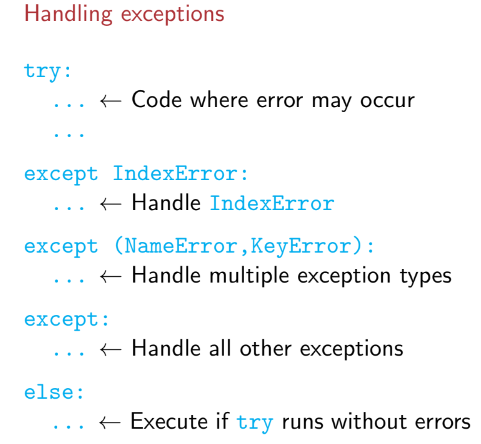 Handling exceptions
try:
... ← Code where error may occur
...
except IndexError:
... ← Handle IndexError
except (NameError,KeyError):
... ← Handle multiple exception types
except:
... ← Handle all other exceptions
else:
... ← Execute if try runs without errors